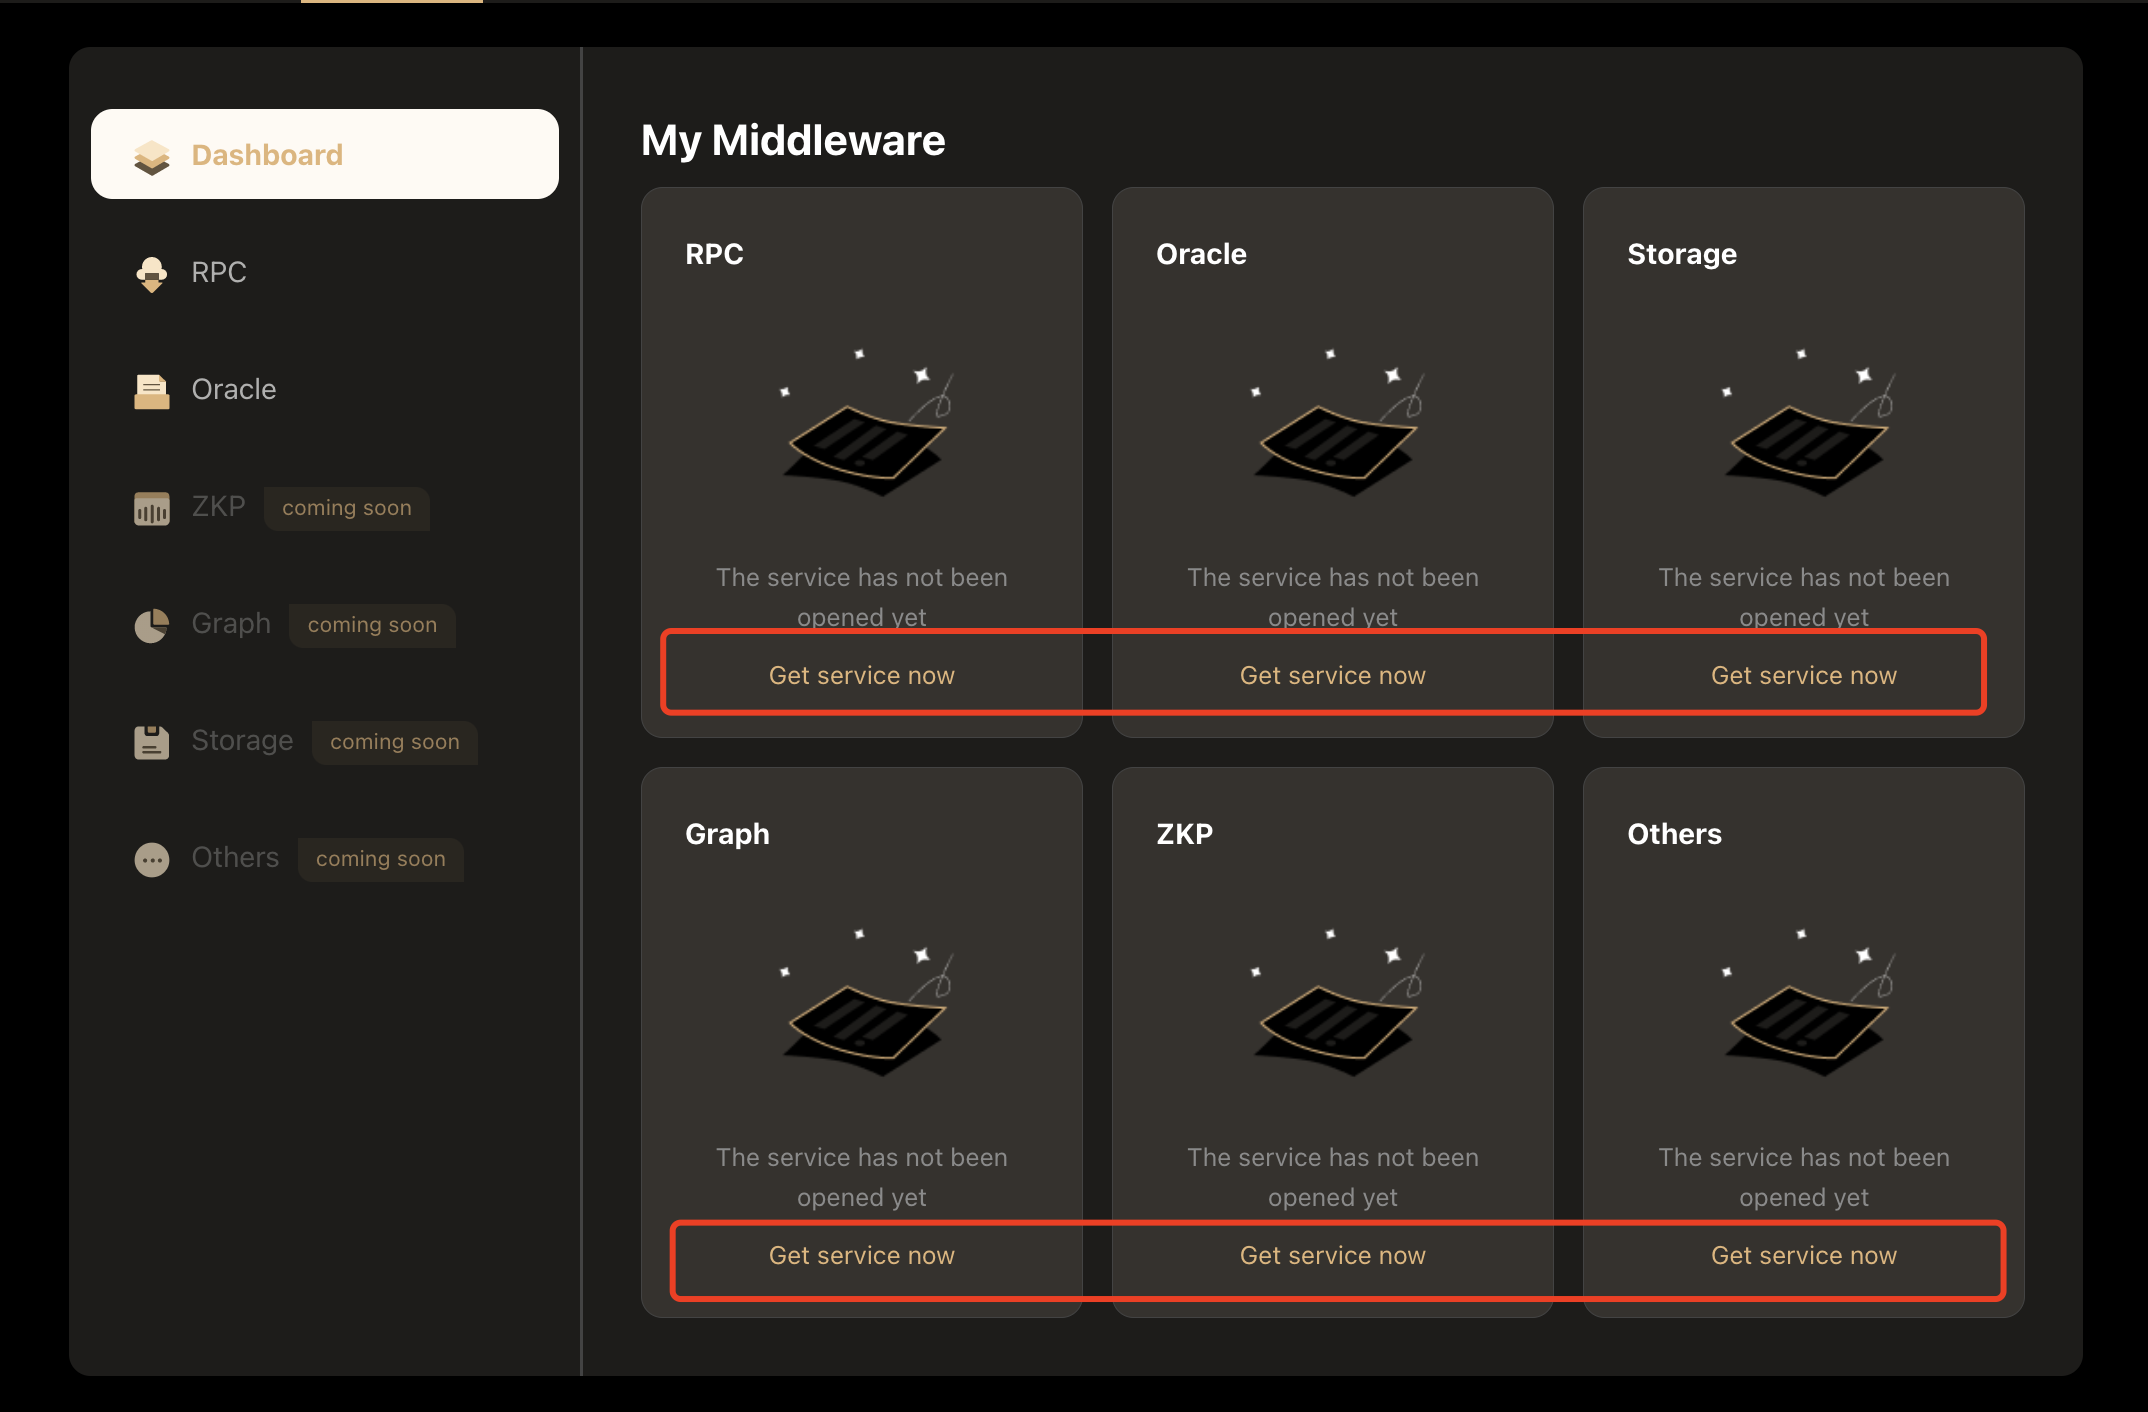 Dashboard
RPC
Oracle
ZKP coming soon
Graph coming soon
Storage coming soon
Others coming soon
My Middleware
RPC
The service has not been
opened yet
Get service now
Oracle
The service has not been
opened yet
Get service now
Storage
The service has not been
opened yet
Get service now
Graph
The service has not been
opened yet
Get service now
ZKP
The service has not been
opened yet
Get service now
Others
The service has not been
opened yet
Get service now